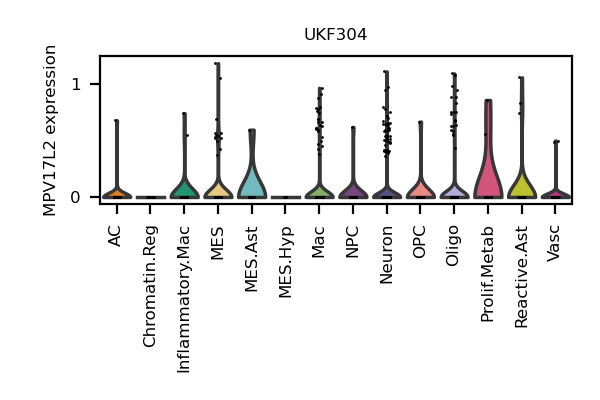 UKF304
MPV17L2 expression
1
0
AC
Chromatin.Reg
Inflammatory.Mac
MES
MES.Ast
MES.Hyp
Mac
NPC
Neuron
OPC
Oligo
Prolif.Metab
Reactive.Ast
Vasc